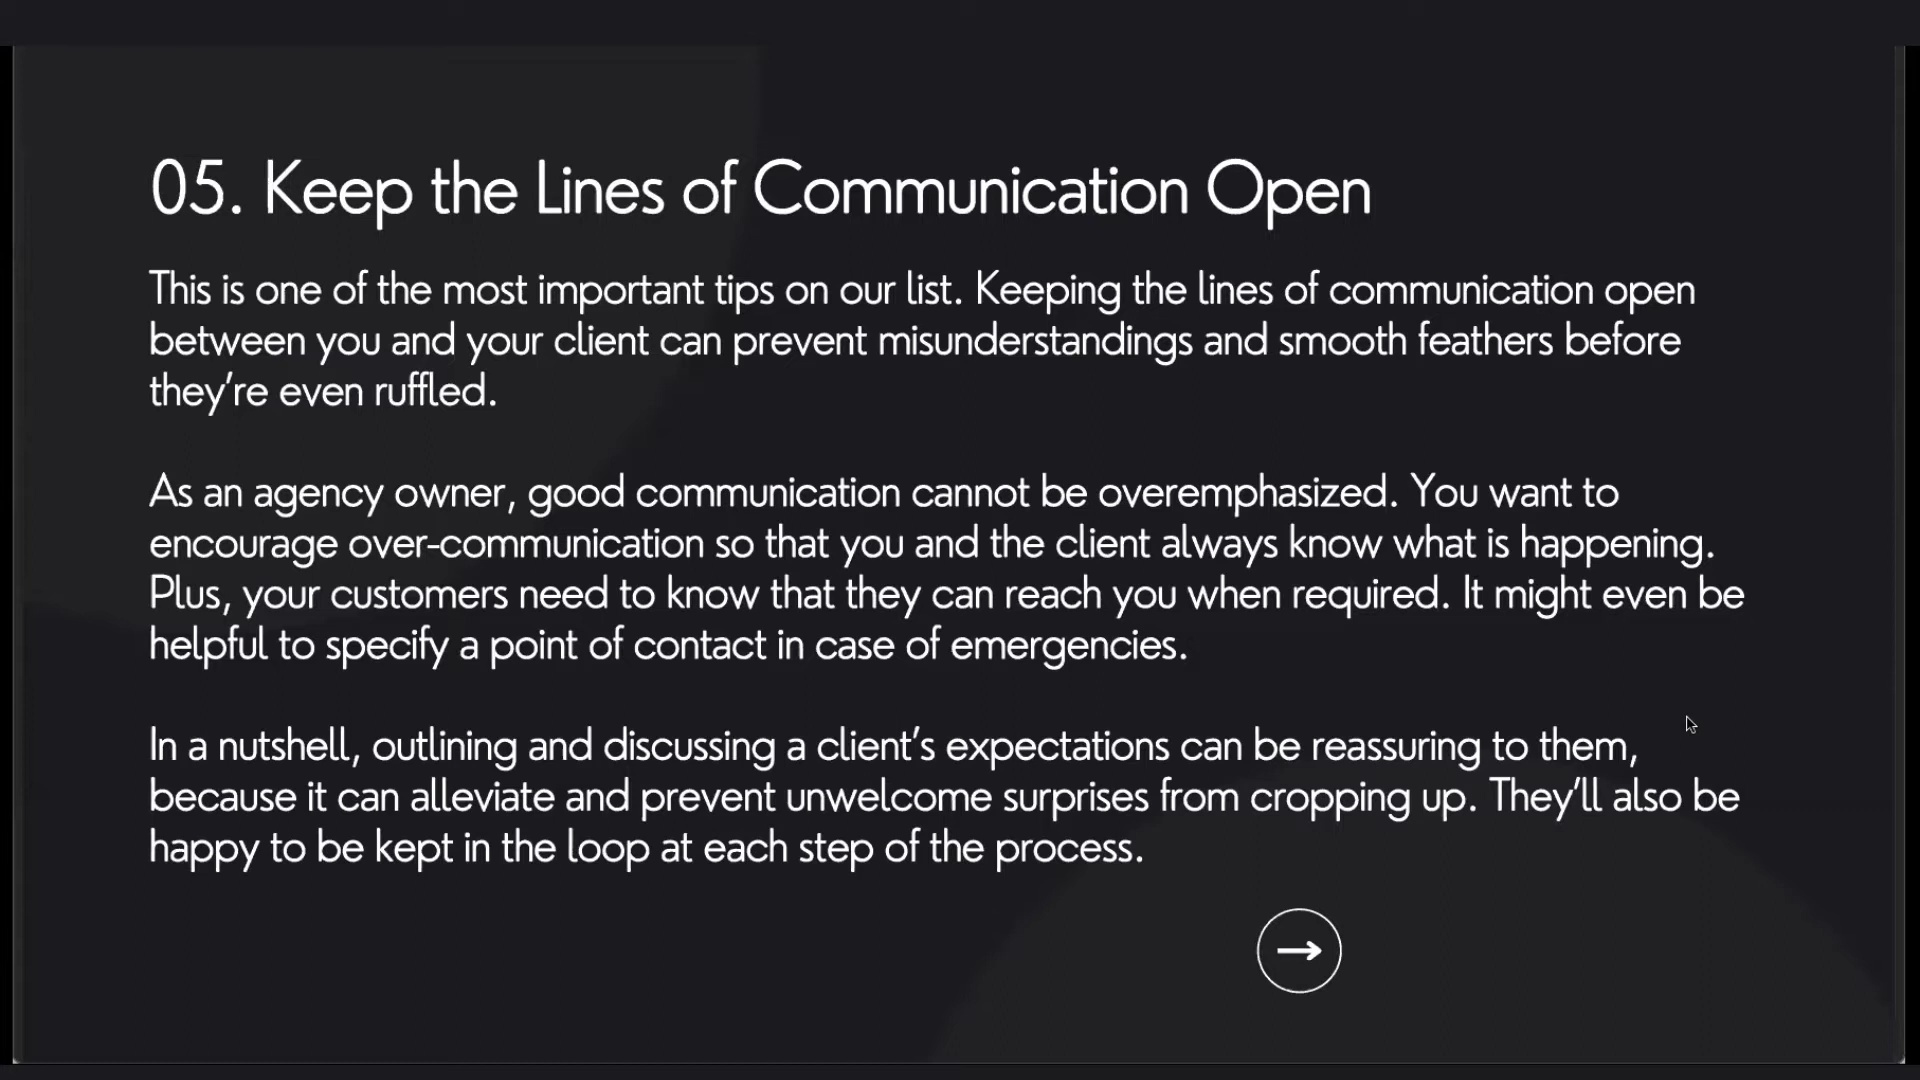 05. Keep the Lines of Communication Open
This is one of the most important tips on our list. Keeping the lines of communication open
between you and your client can prevent misunderstandings and smooth feathers before
they're even ruffled.
As an agency owner, good communication cannot be overemphasized. You want to
encourage over-communication so that you and the client always know what is happening.
Plus, your customers need to know that they can reach you when required. It might even be
helpful to specify a point of contact in case of emergencies.
In a nutshell, outlining and discussing a client's expectations can be reassuring to them,
because it can alleviate and prevent unwelcome surprises from cropping up. They'll also be
happy to be kept in the loop at each step of the process.